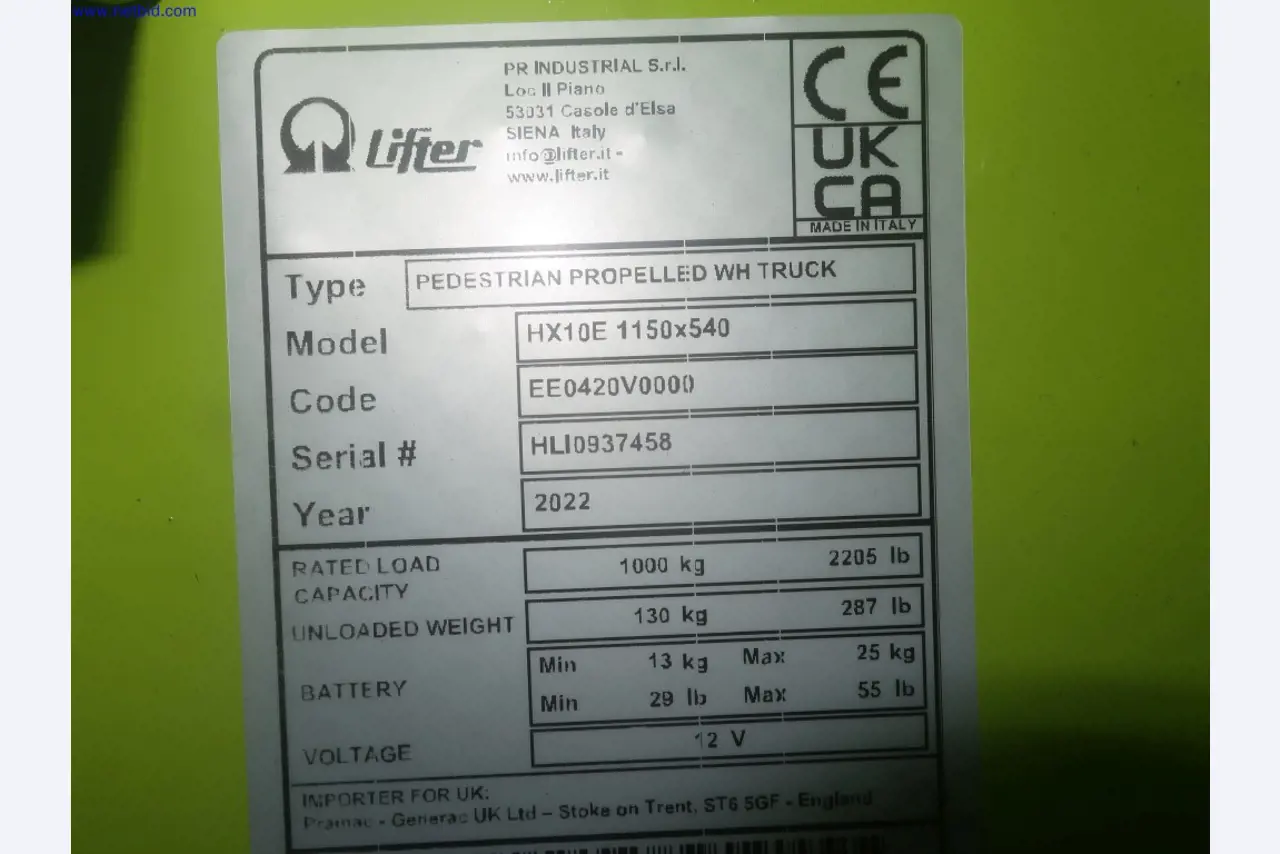 www.netbid.com
PR INDUSTRIAL S.r.l.
Loc Il Piano
53031 Casole d'Elsa
SIENA Italy
info@lifter.it -
www.lifter.it
Lifter
CE
UK
CA
MADE IN ITALY
Type PEDESTRIAN PROPELLED WH TRUCK
Model HX10E 1150x540
Code EE0420V0000
Serial # HLI0937458
Year 2022
RATED LOAD CAPACITY 1000 kg 2205 lb
UNLOADED WEIGHT 130 kg 287 lb
BATTERY Min 13 kg Max 25 kg
Min 29 lb Max 55 lb
VOLTAGE 12 V
IMPORTER FOR UK:
Pramac - Generac UK Ltd – Stoke on Trent, ST6 5GF - England